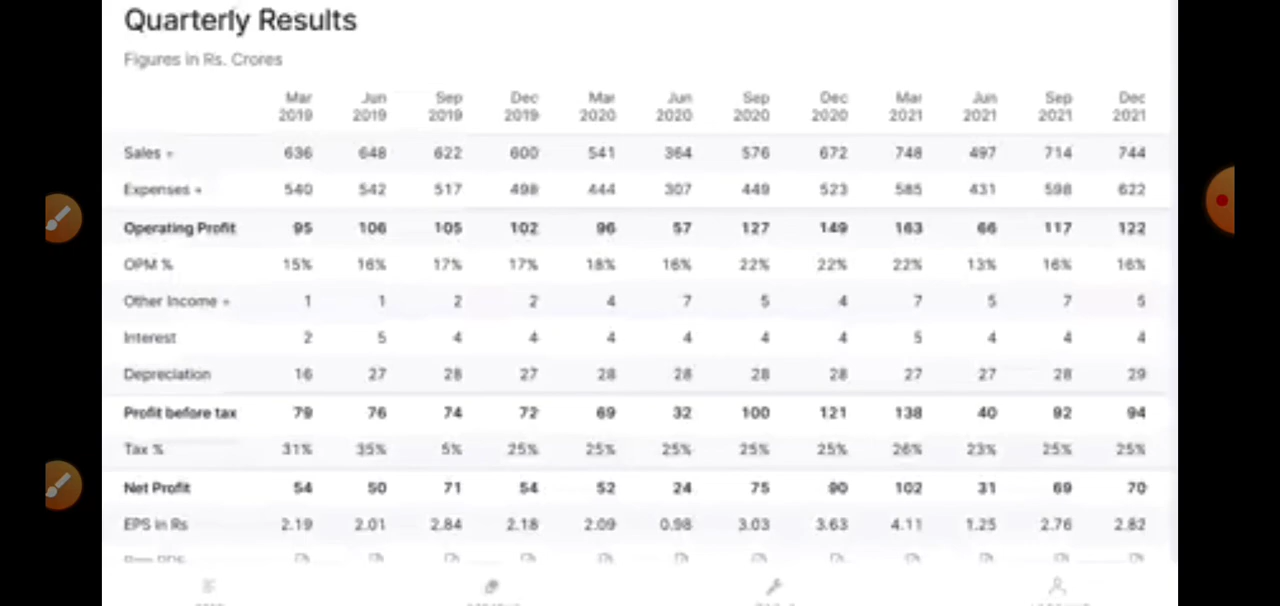 Quarterly Results
Figures in Rs. Crores
Mar 2019 Jun 2019 Sep 2019 Dec 2019 Mar 2020 Jun 2020 Sep 2020 Dec 2020 Mar 2021 Jun 2021 Sep 2021 Dec 2021
Sales + 636 648 622 600 541 364 576 672 748 497 714 744
Expenses + 540 542 517 498 444 307 449 523 585 431 598 622
Operating Profit 95 106 105 102 96 57 127 149 163 66 117 122
OPM % 15% 16% 17% 17% 18% 16% 22% 22% 22% 13% 16% 16%
Other Income + 1 1 2 2 4 7 5 4 7 5 7 5
Interest 2 5 4 4 4 4 4 4 5 4 4 4
Depreciation 16 27 28 27 28 28 28 28 27 27 28 29
Profit before tax 79 76 74 72 69 32 100 121 138 40 92 94
Tax % 31% 35% 5% 25% 25% 25% 25% 25% 26% 23% 25% 25%
Net Profit 54 50 71 54 52 24 75 90 102 31 69 70
EPS in Rs 2.19 2.01 2.84 2.18 2.09 0.98 3.03 3.63 4.11 1.25 2.76 2.82